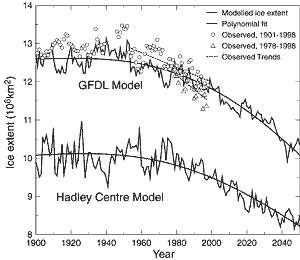 Modelled ice extent
Polynomial fit
Observed, 1901-1998
Observed, 1978-1998
Observed Trends
14
13
12
11
10
9
8
Ice extent (10⁶km²)
GFDL Model
Hadley Centre Model
1900 1920 1940 1960 1980 2000 2020 2040
Year